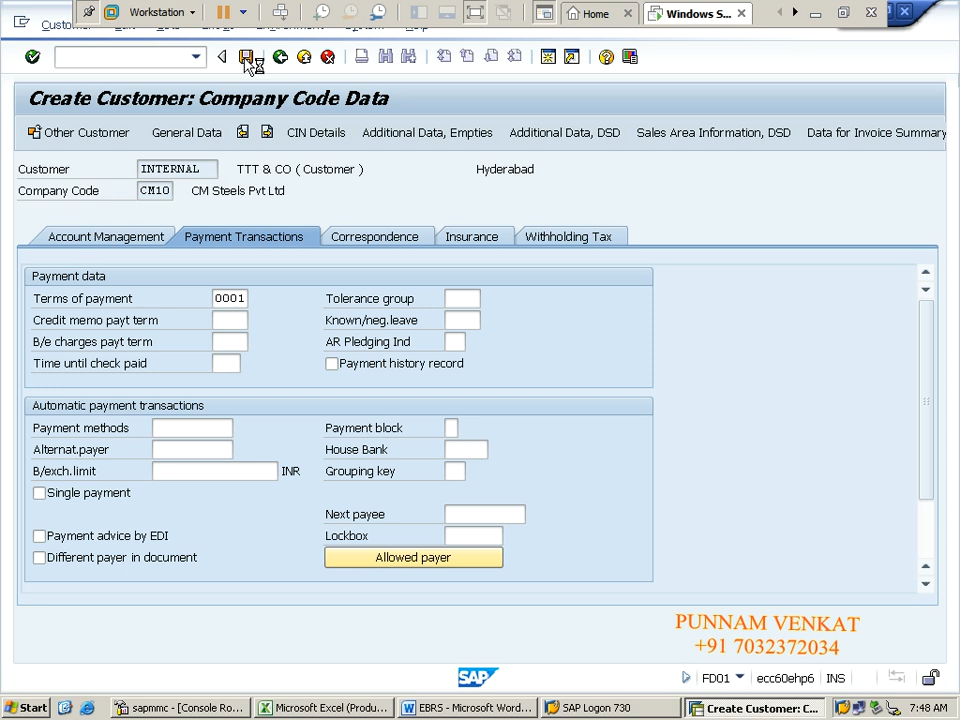 Workstation
Home
Windows S...
Create Customer: Company Code Data
Other Customer
General Data
CIN Details
Additional Data, Empties
Additional Data, DSD
Sales Area Information, DSD
Data for Invoice Summary
Customer INTERNAL TTT & CO ( Customer ) Hyderabad
Company Code CM10 CM Steels Pvt Ltd
Account Management
Payment Transactions
Correspondence
Insurance
Withholding Tax
Payment data
Terms of payment 0001 Tolerance group
Credit memo payt term Known/neg.leave
B/e charges payt term AR Pledging Ind
Time until check paid Payment history record
Automatic payment transactions
Payment methods Payment block
Alternat.payer House Bank
B/exch.limit INR Grouping key
Single payment
Next payee
Payment advice by EDI Lockbox
Different payer in document Allowed payer
PUNNAM VENKAT
+91 7032372034
SAP
FD01 ecc60ehp6 INS
Start
sapmmc - [Console Ro...
Microsoft Excel (Produ...
EBRS - Microsoft Word...
SAP Logon 730
Create Customer: C...
7:48 AM